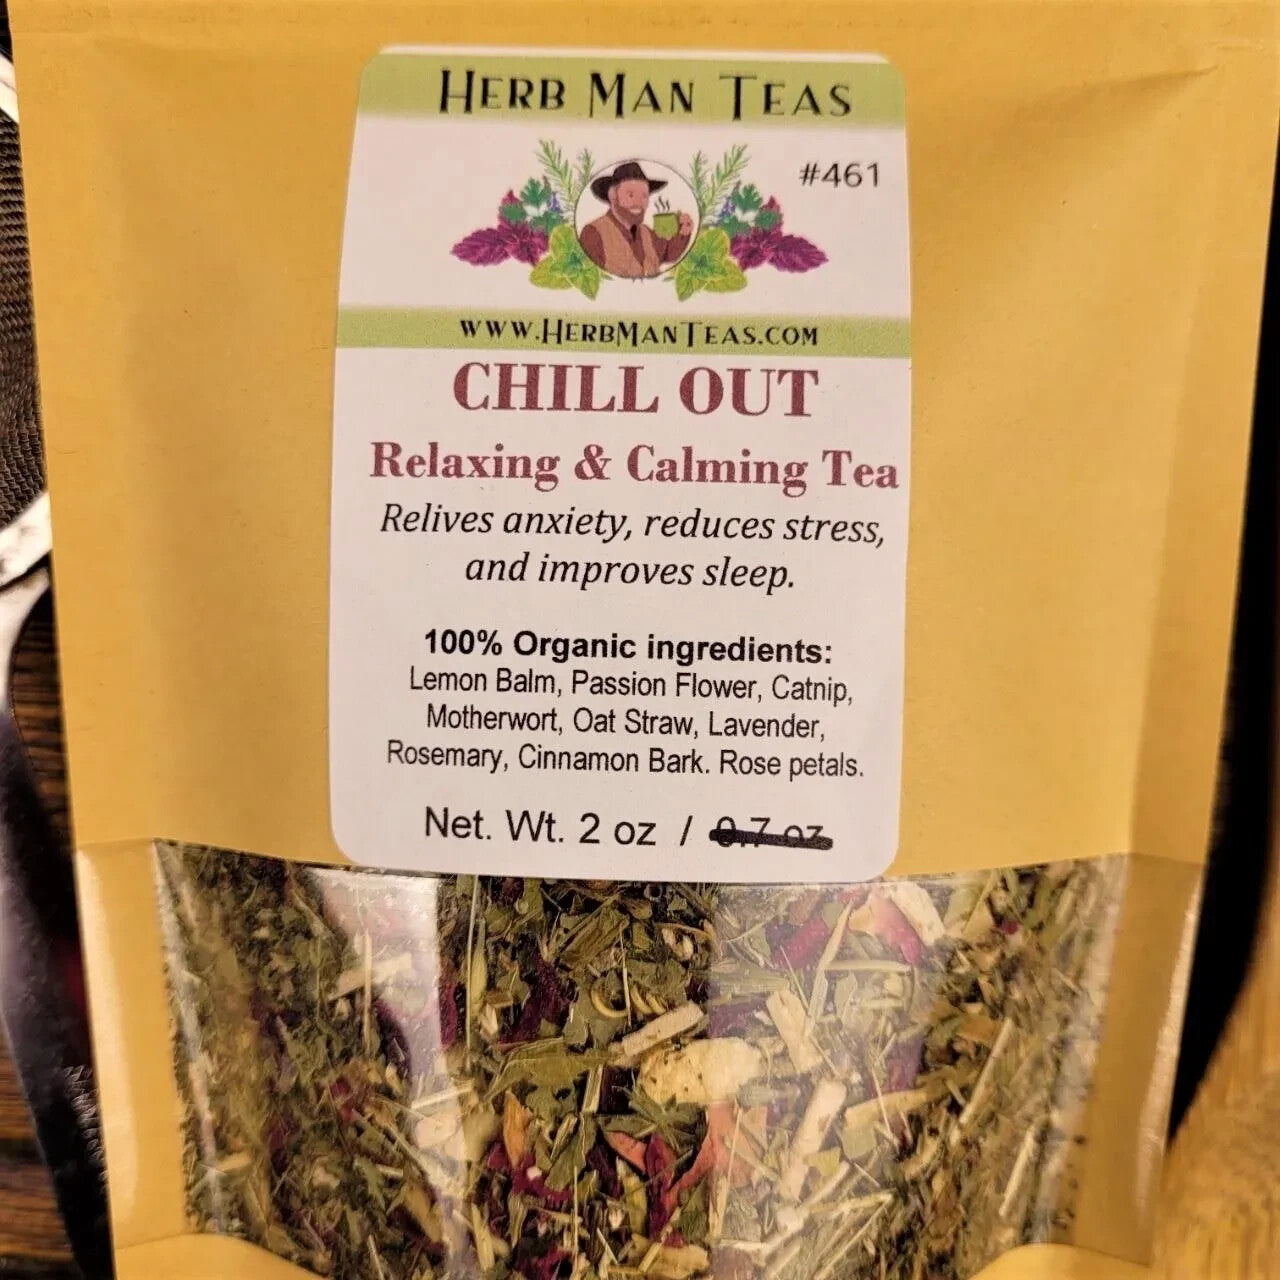 HERB MAN TEAS
#461
WWW.HERBMANTEAS.COM
CHILL OUT
Relaxing & Calming Tea
Relives anxiety, reduces stress,
and improves sleep.
100% Organic ingredients:
Lemon Balm, Passion Flower, Catnip,
Motherwort, Oat Straw, Lavender,
Rosemary, Cinnamon Bark. Rose petals.
Net. Wt. 2 oz / 0.7 oz